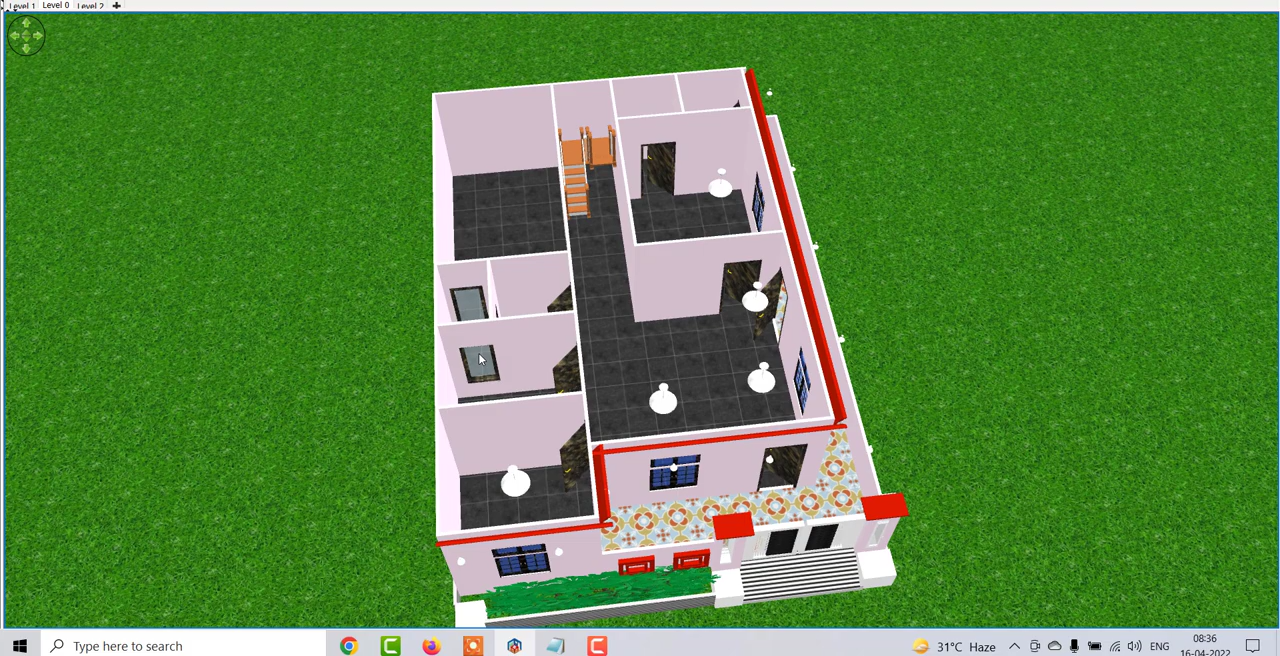 Level 1 Level 0 Level 2
Type here to search
31°C Haze
ENG
08:36
16-04-2022